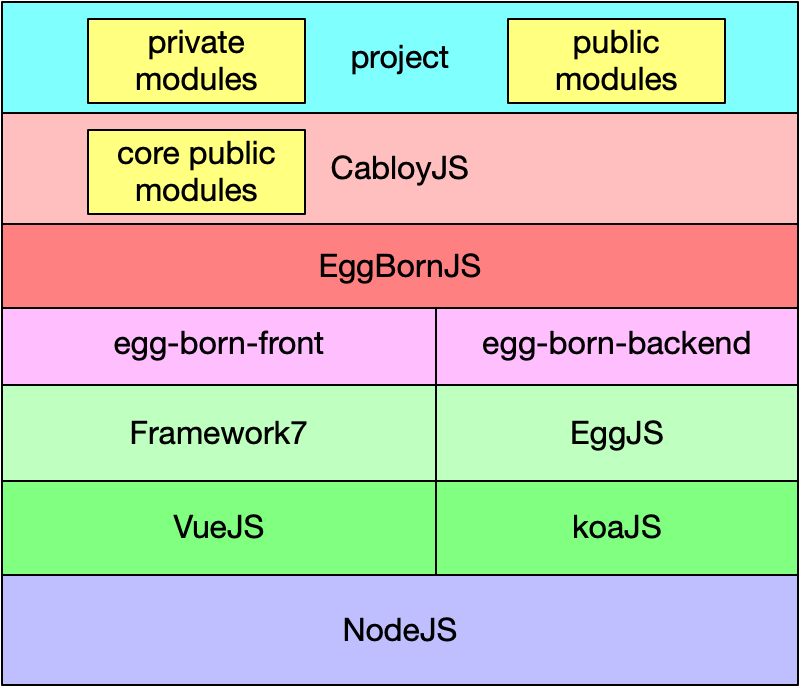 private
modules
project
public
modules
core public
modules
CabloyJS
EggBornJS
egg-born-front
egg-born-backend
Framework7
EggJS
VueJS
koaJS
NodeJS